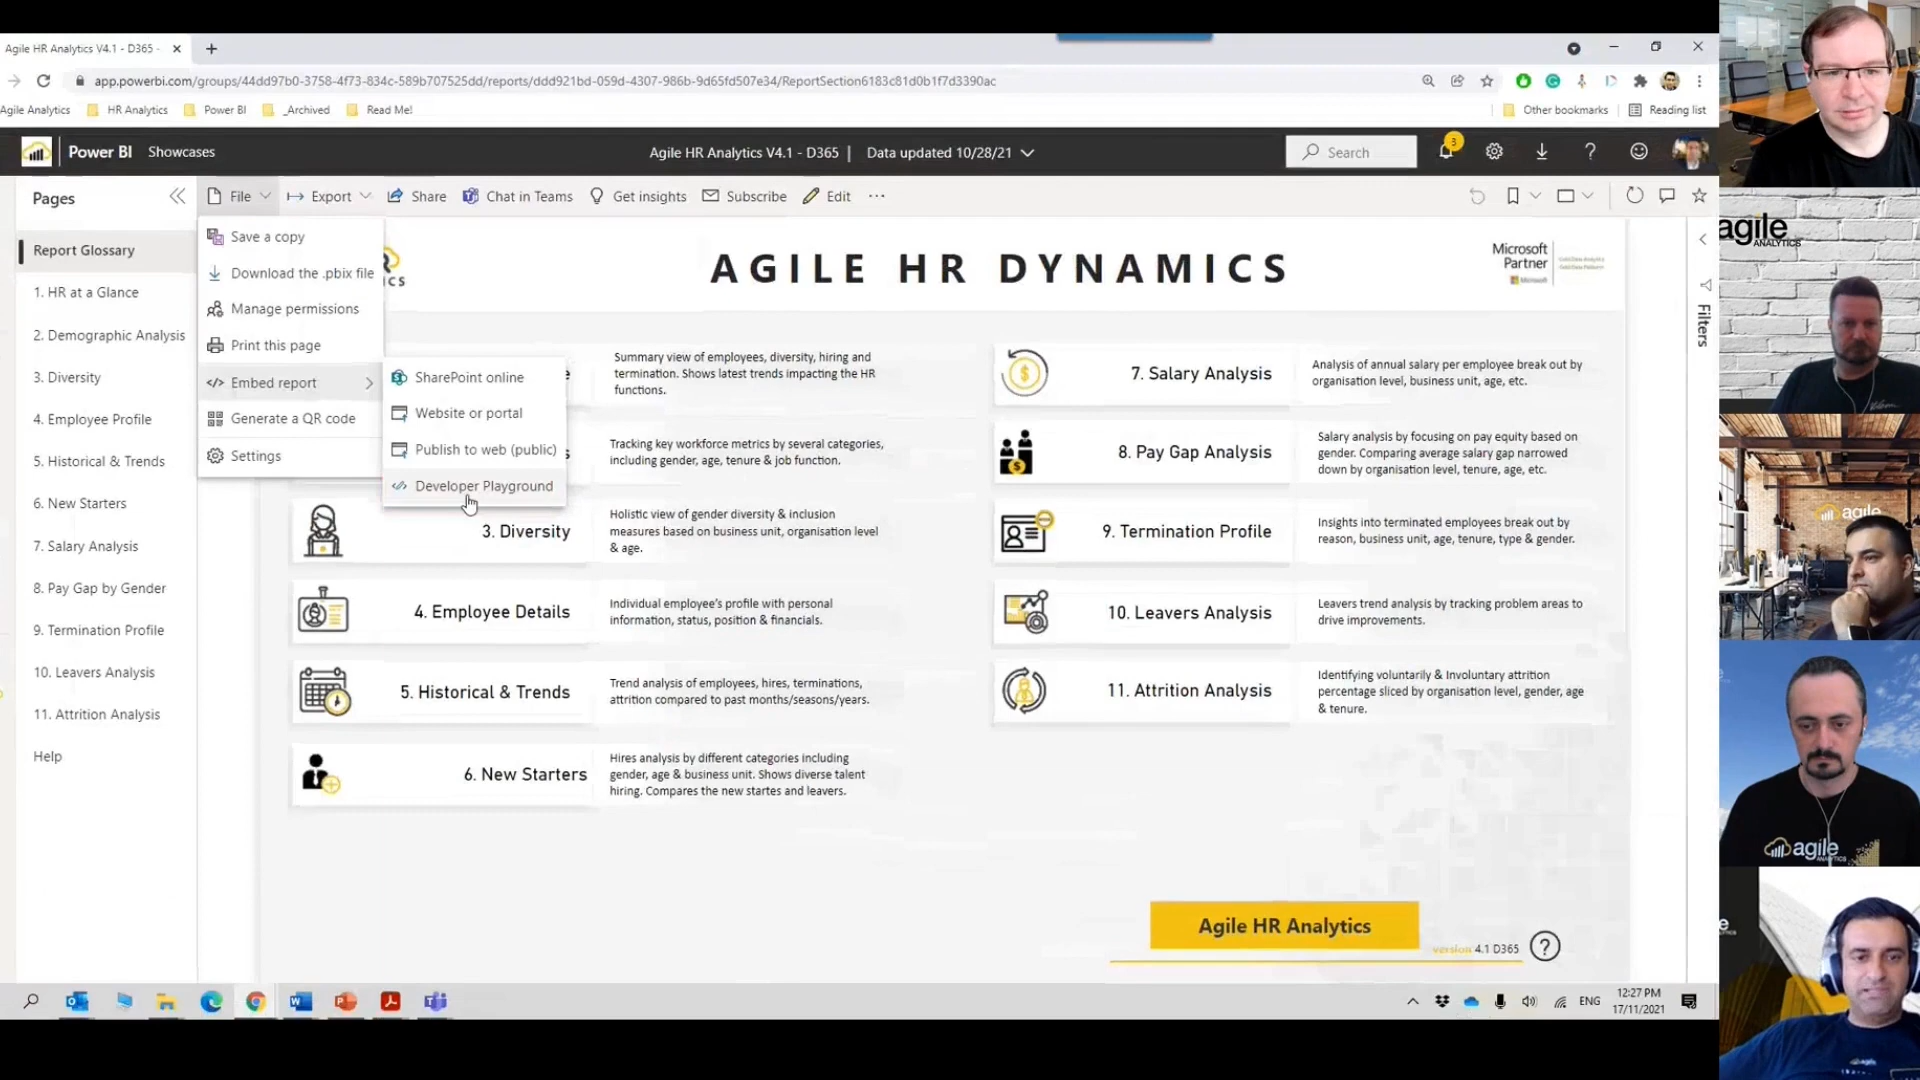 Agile HR Analytics V4.1 - D365 -
app.powerbi.com/groups/44dd97b0-3758-4f73-834c-589b707525dd/reports/ddd921bd-059d-4307-986b-9d65fd507e34/ReportSection6183c81d0b1f7d3390ac
Agile Analytics
HR Analytics
Power BI
_Archived
Read Me!
Other bookmarks
Reading list
Power BI
Showcases
Agile HR Analytics V4.1 - D365 | Data updated 10/28/21
Search
3
Pages
File
Export
Share
Chat in Teams
Get insights
Subscribe
Edit
Report Glossary
1. HR at a Glance
2. Demographic Analysis
3. Diversity
4. Employee Profile
5. Historical & Trends
6. New Starters
7. Salary Analysis
8. Pay Gap by Gender
9. Termination Profile
10. Leavers Analysis
11. Attrition Analysis
Help
Save a copy
Download the .pbix file
Manage permissions
Print this page
Embed report
Generate a QR code
Settings
SharePoint online
Website or portal
Publish to web (public)
Developer Playground
AGILE HR DYNAMICS
Microsoft
Partner
Microsoft
Filters
Summary view of employees, diversity, hiring and
termination. Shows latest trends impacting the HR
functions.
Tracking key workforce metrics by several categories,
including gender, age, tenure & job function.
3. Diversity
Holistic view of gender diversity & inclusion
measures based on business unit, organisation level
& age.
4. Employee Details
Individual employee's profile with personal
information, status, position & financials.
5. Historical & Trends
Trend analysis of employees, hires, terminations,
attrition compared to past months/seasons/years.
6. New Starters
Hires analysis by different categories including
gender, age & business unit. Shows diverse talent
hiring. Compares the new startes and leavers.
7. Salary Analysis
Analysis of annual salary per employee break out by
organisation level, business unit, age, etc.
8. Pay Gap Analysis
Salary analysis by focusing on pay equity based on
gender. Comparing average salary gap narrowed
down by organisation level, tenure, age, etc.
9. Termination Profile
Insights into terminated employees break out by
reason, business unit, age, tenure, type & gender.
10. Leavers Analysis
Leavers trend analysis by tracking problem areas to
drive improvements.
11. Attrition Analysis
Identifying voluntarily & Involuntary attrition
percentage sliced by organisation level, gender, age
& tenure.
Agile HR Analytics
version 4.1 D365
ENG
12:27 PM
17/11/2021
agile
ANALYTICS
agile
agile
ANALYTICS